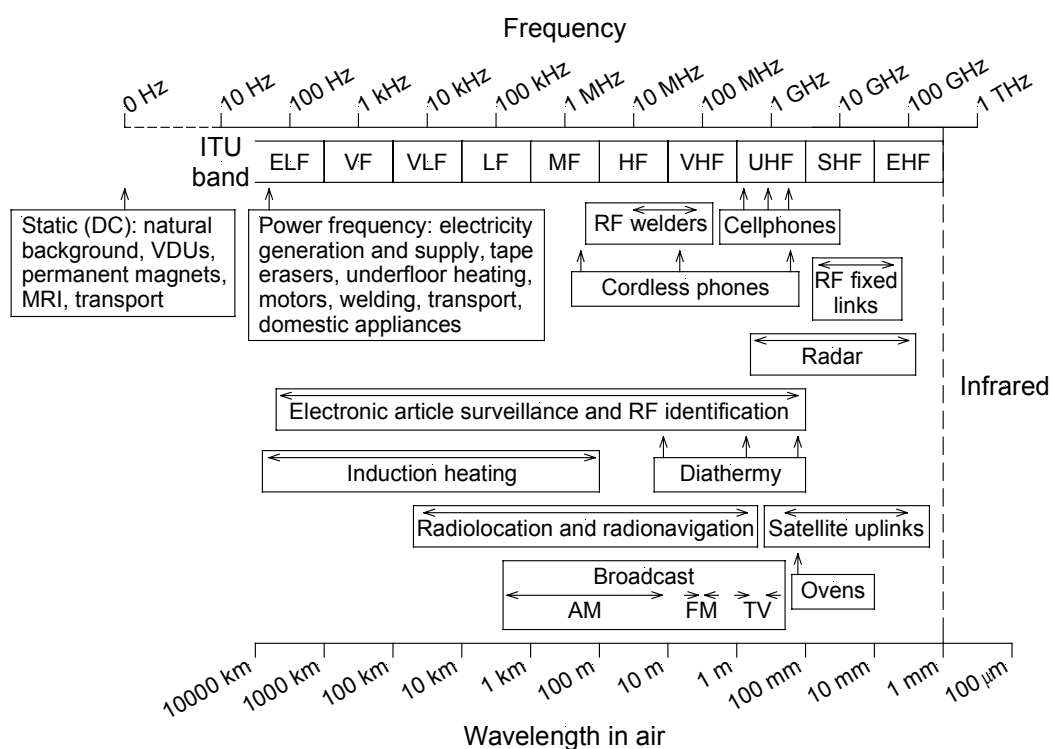 Frequency
0 Hz
10 Hz
100 Hz
1 kHz
10 kHz
100 kHz
1 MHz
10 MHz
100 MHz
1 GHz
10 GHz
100 GHz
1 THz
ITU
band
ELF
VF
VLF
LF
MF
HF
VHF
UHF
SHF
EHF
Static (DC): natural
background, VDUs,
permanent magnets,
MRI, transport
Power frequency: electricity
generation and supply, tape
erasers, underfloor heating,
motors, welding, transport,
domestic appliances
RF welders
Cellphones
Cordless phones
RF fixed
links
Radar
Infrared
Electronic article surveillance and RF identification
Induction heating
Diathermy
Radiolocation and radionavigation
Satellite uplinks
Broadcast
AM
FM
TV
Ovens
10000 km
1000 km
100 km
10 km
1 km
100 m
10 m
1 m
100 mm
10 mm
1 mm
100 μm
Wavelength in air